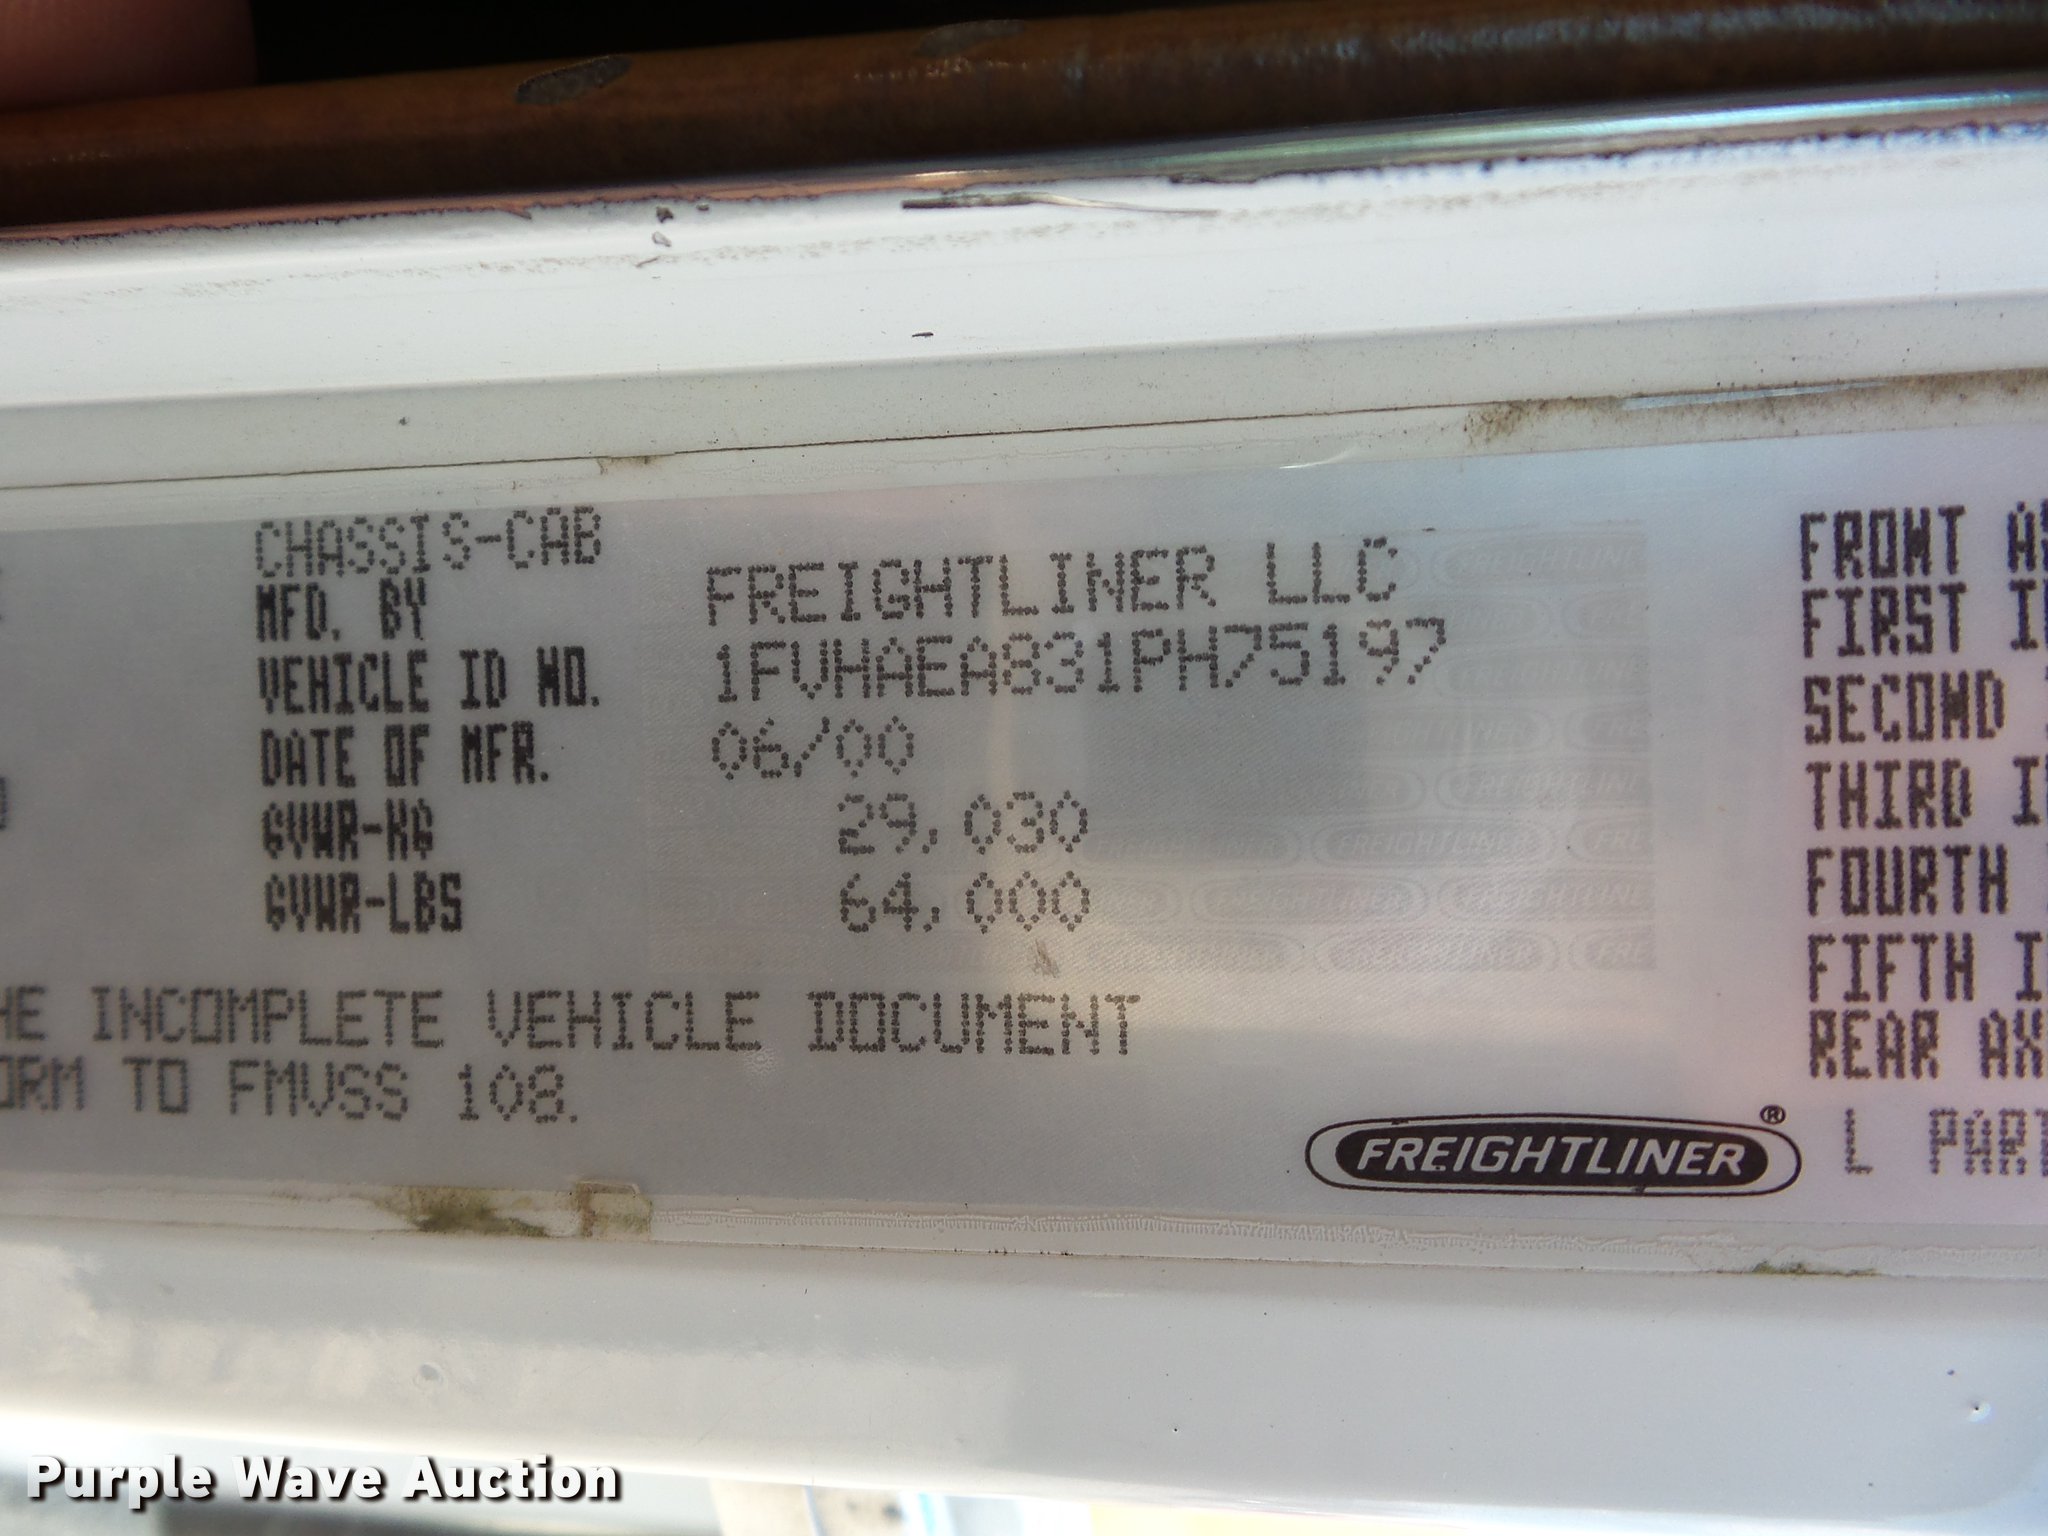 CHASSIS-CAB
MFD. BY FREIGHTLINER LLC
VEHICLE ID NO. 1FVHAEA831PH75197
DATE OF MFR. 06/00
GVWR-KG 29,030
GVWR-LBS 64,000
HE INCOMPLETE VEHICLE DOCUMENT
ORM TO FMVSS 108.
FREIGHTLINER®
FRONT A
FIRST I
SECOND
THIRD I
FOURTH
FIFTH I
REAR AX
PAR
Purple Wave Auction